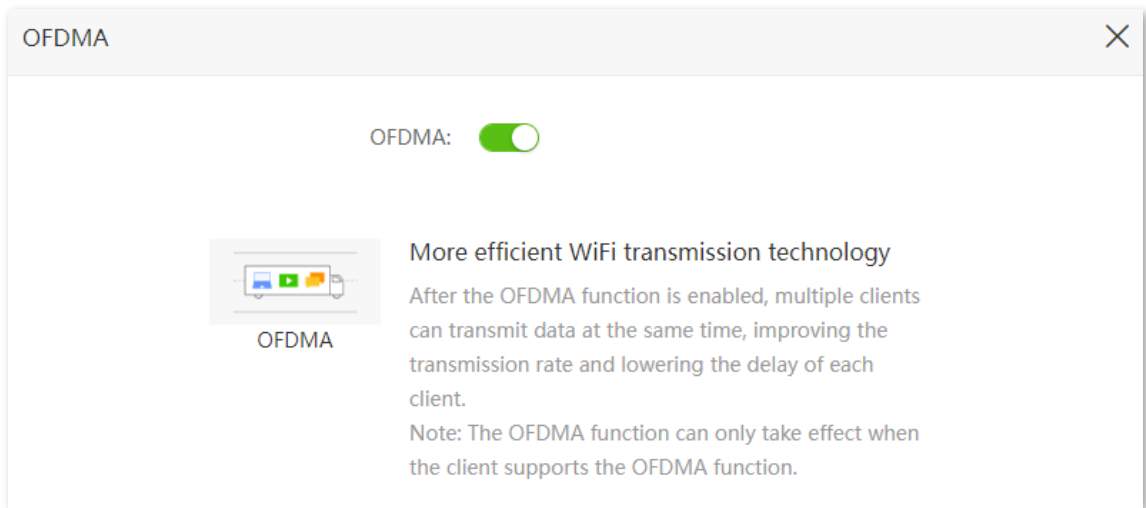 OFDMA
OFDMA:
More efficient WiFi transmission technology
After the OFDMA function is enabled, multiple clients
can transmit data at the same time, improving the
transmission rate and lowering the delay of each
client.
Note: The OFDMA function can only take effect when
the client supports the OFDMA function.
OFDMA